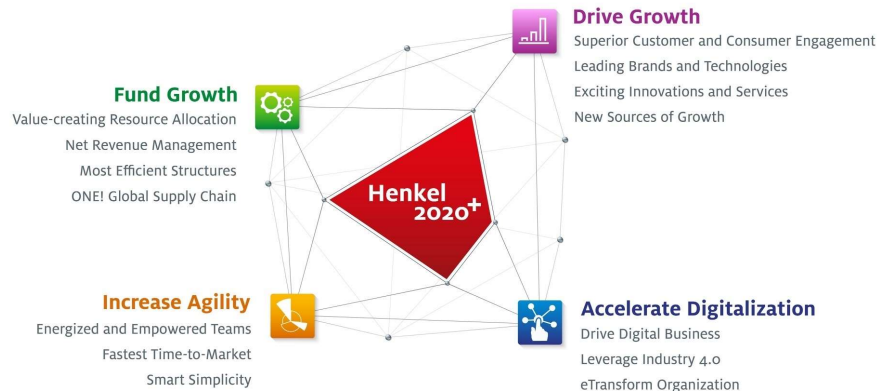 Drive Growth
Superior Customer and Consumer Engagement
Leading Brands and Technologies
Exciting Innovations and Services
New Sources of Growth
Fund Growth
Value-creating Resource Allocation
Net Revenue Management
Most Efficient Structures
ONE! Global Supply Chain
Henkel
2020+
Increase Agility
Energized and Empowered Teams
Fastest Time-to-Market
Smart Simplicity
Accelerate Digitalization
Drive Digital Business
Leverage Industry 4.0
eTransform Organization